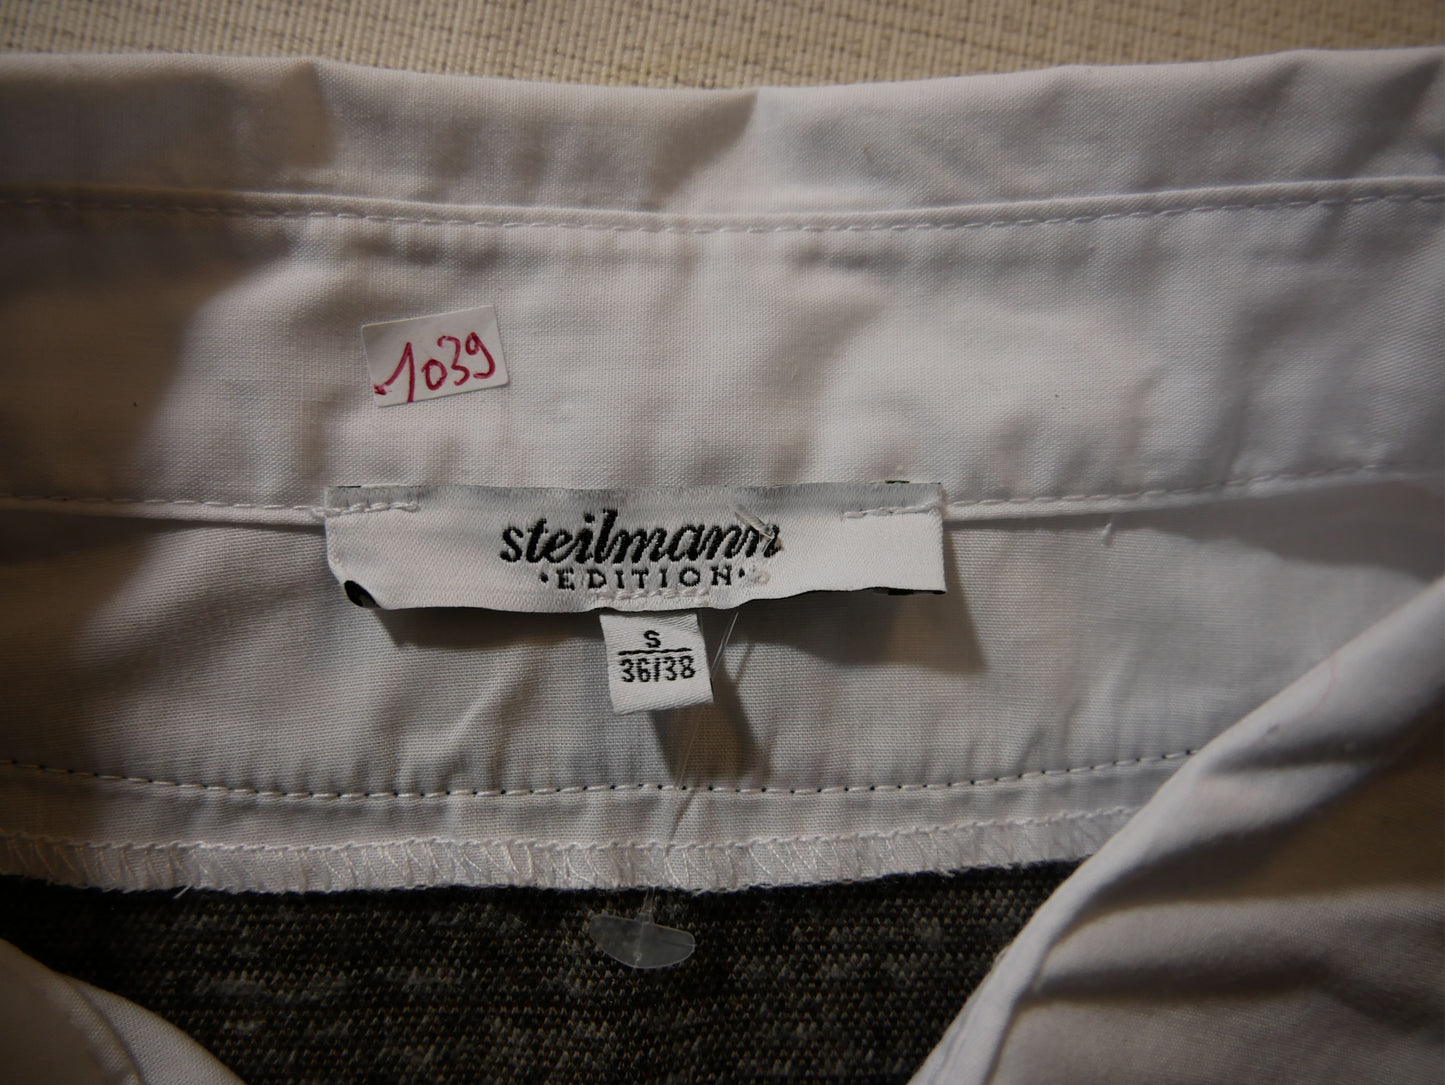 1039
steilmann
·EDITION·
S
36/38